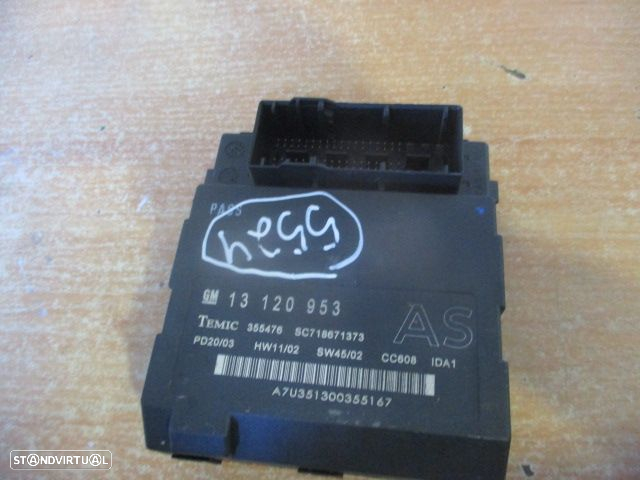 PASS
5524
GM 13 120 953
AS
TEMIC 355476 SC718671373
PD20/03 HW11/02 SW45/02 CC608 IDA1
A7U351300355167
STANDVIRTUAL